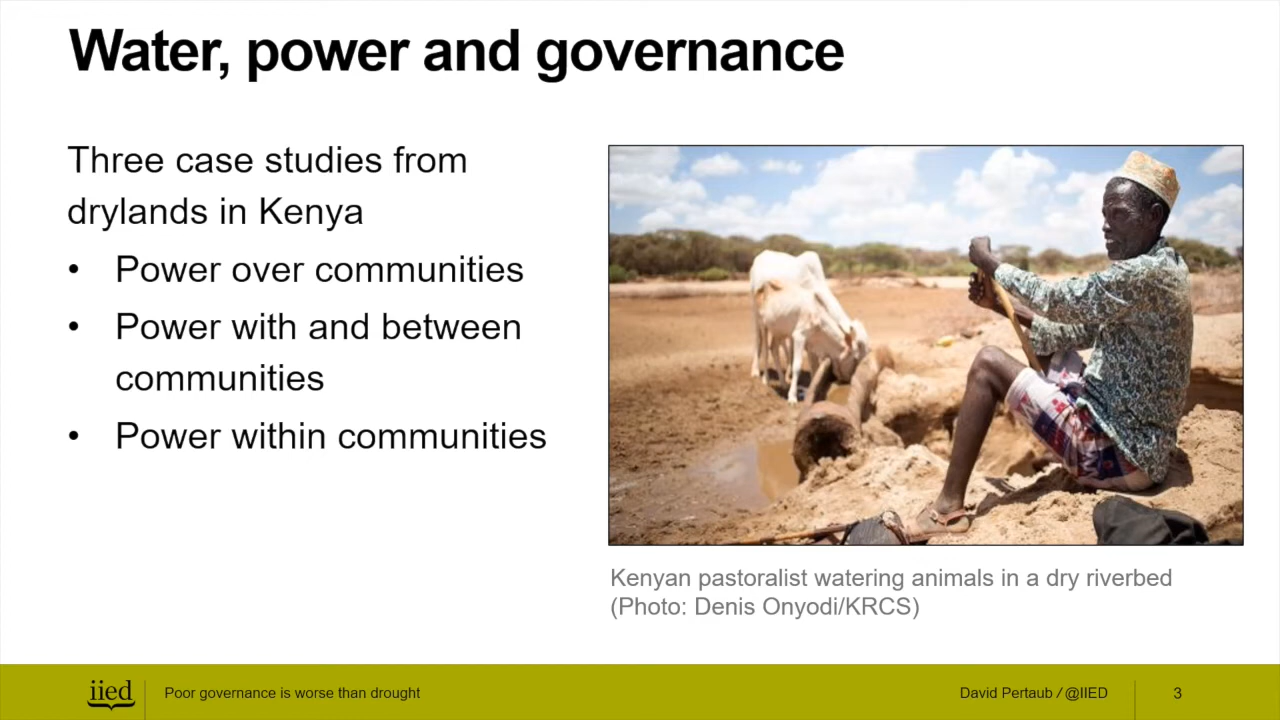 Water, power and governance
Three case studies from
drylands in Kenya
• Power over communities
• Power with and between
communities
• Power within communities
Kenyan pastoralist watering animals in a dry riverbed
(Photo: Denis Onyodi/KRCS)
iied
Poor governance is worse than drought
David Pertaub / @IIED
3